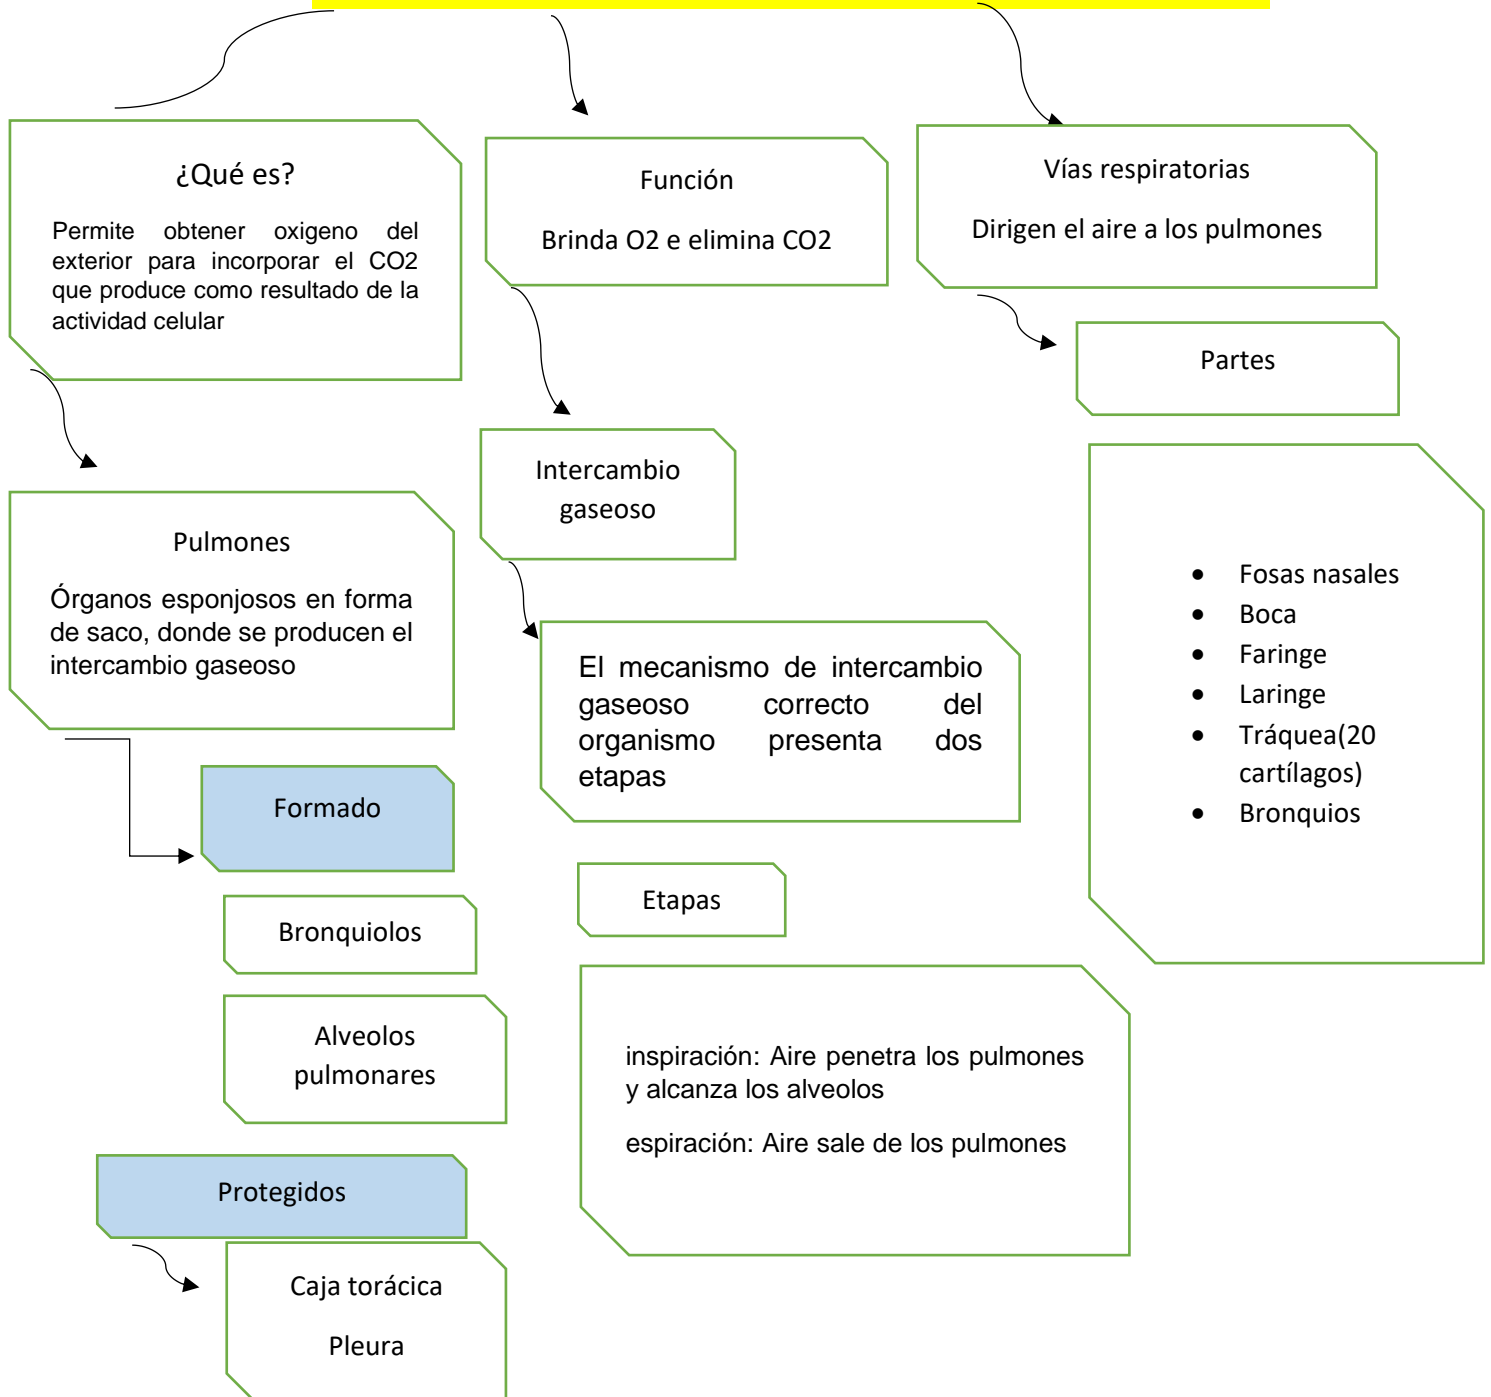 ¿Qué es?
Permite obtener oxigeno del
exterior para incorporar el CO2
que produce como resultado de la
actividad celular
Pulmones
Órganos esponjosos en forma
de saco, donde se producen el
intercambio gaseoso
Formado
Bronquiolos
Alveolos
pulmonares
Protegidos
Caja torácica
Pleura
Función
Brinda O2 e elimina CO2
Intercambio
gaseoso
El mecanismo de intercambio
gaseoso correcto del
organismo presenta dos
etapas
Etapas
inspiración: Aire penetra los pulmones
y alcanza los alveolos
espiración: Aire sale de los pulmones
Vías respiratorias
Dirigen el aire a los pulmones
Partes
• Fosas nasales
• Boca
• Faringe
• Laringe
• Tráquea(20
cartílagos)
• Bronquios